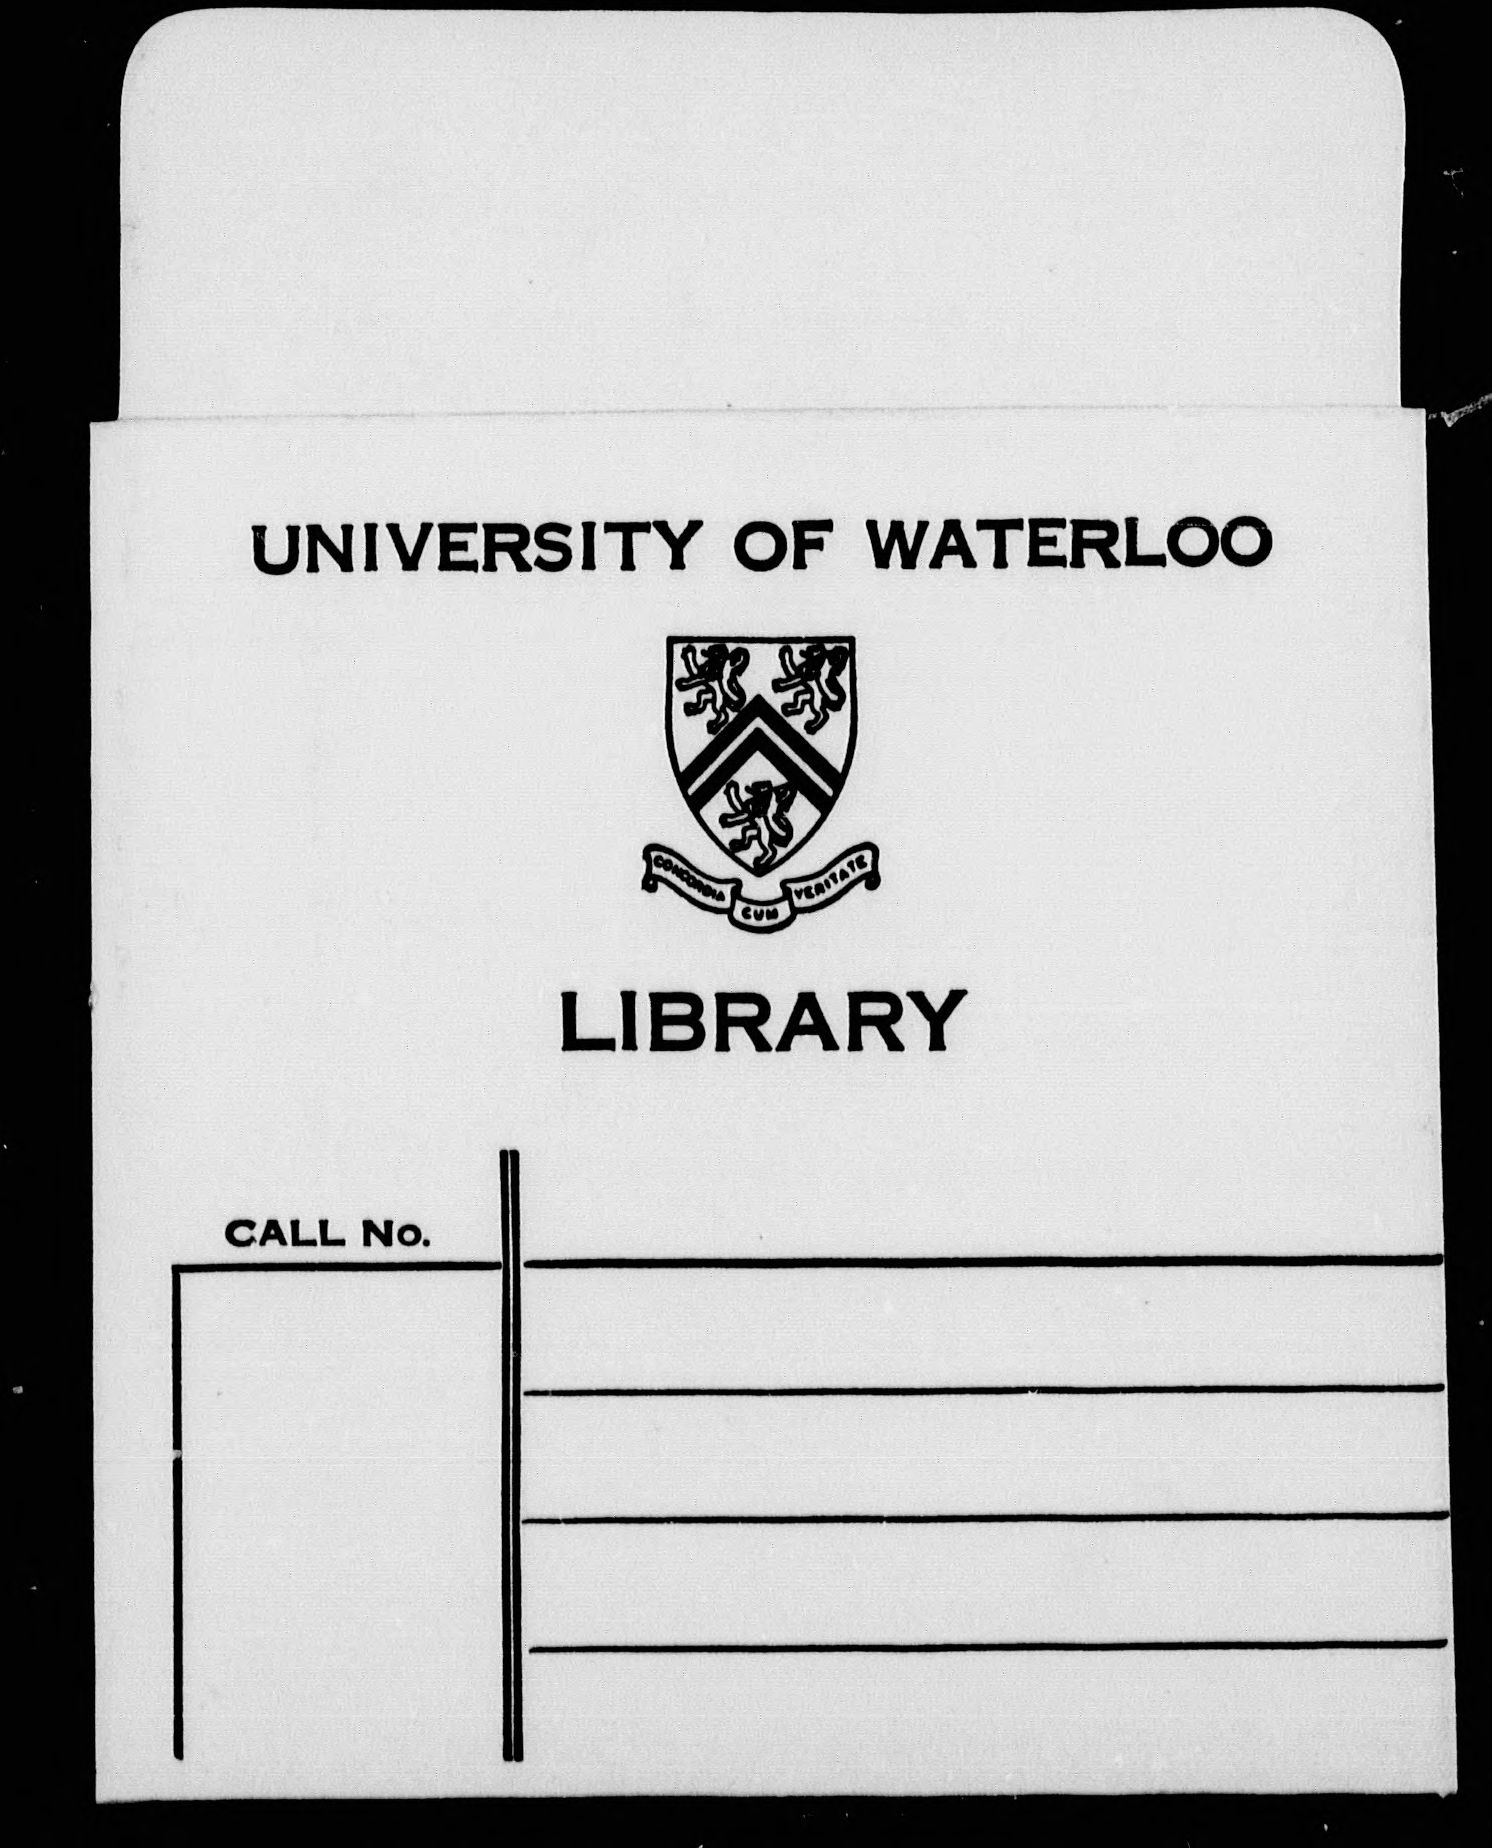 UNIVERSITY OF WATERLOO
CONCORDIA CUM VERITATE
LIBRARY
CALL No.